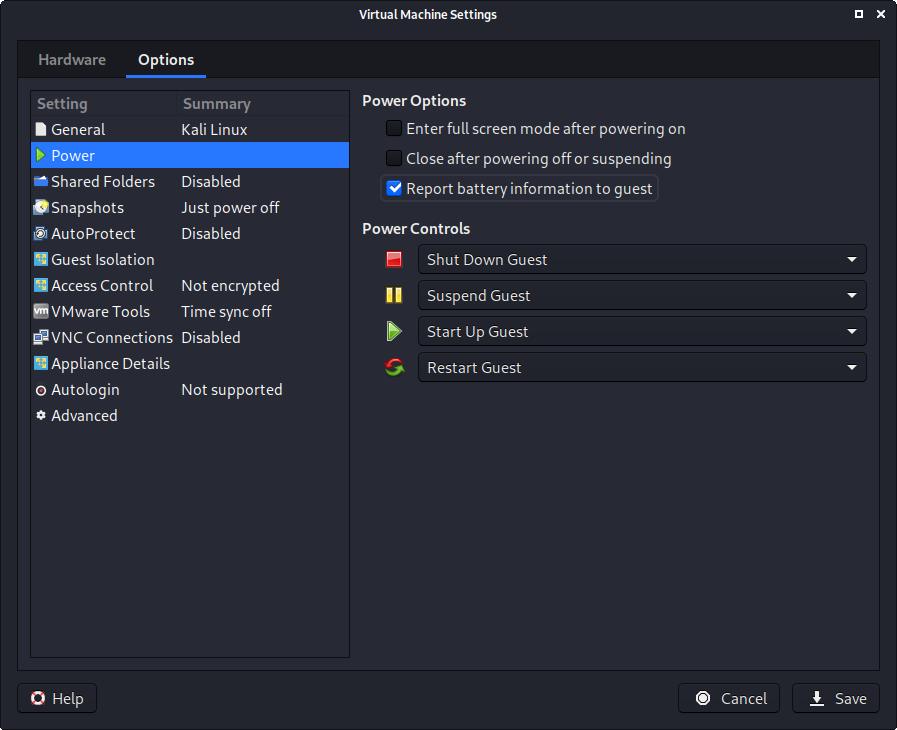 Virtual Machine Settings
Hardware Options
Setting Summary
General Kali Linux
Power
Shared Folders Disabled
Snapshots Just power off
AutoProtect Disabled
Guest Isolation
Access Control Not encrypted
vm VMware Tools Time sync off
VNC Connections Disabled
Appliance Details
Autologin Not supported
Advanced
Power Options
Enter full screen mode after powering on
Close after powering off or suspending
Report battery information to guest
Power Controls
Shut Down Guest
Suspend Guest
Start Up Guest
Restart Guest
Help
Cancel
Save